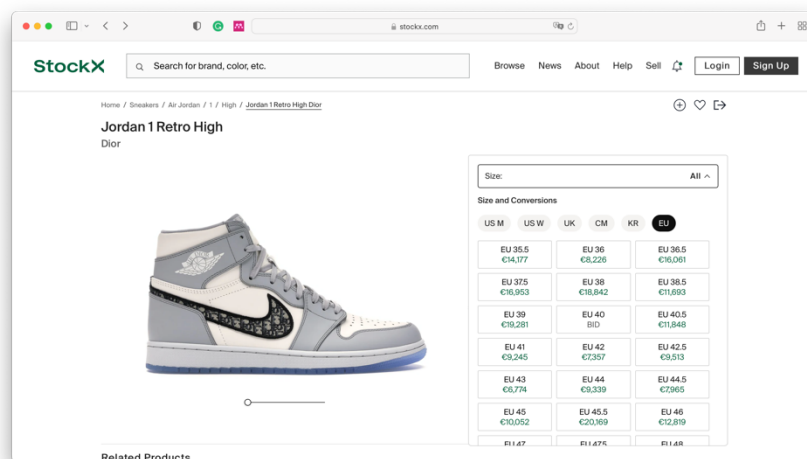 stockx.com
StockX
Search for brand, color, etc.
Browse News About Help Sell Login Sign Up
Home / Sneakers / Air Jordan / 1 / High / Jordan 1 Retro High Dior
Jordan 1 Retro High
Dior
Size: All
Size and Conversions
US M US W UK CM KR EU
EU 35.5 EU 36 EU 36.5
€14,177 €8,226 €16,061
EU 37.5 EU 38 EU 38.5
€16,953 €18,842 €11,693
EU 39 EU 40 EU 40.5
€19,281 BID €11,848
EU 41 EU 42 EU 42.5
€9,245 €7,357 €9,513
EU 43 EU 44 EU 44.5
€6,774 €9,339 €7,965
EU 45 EU 45.5 EU 46
€10,052 €20,169 €12,819
EU 47 EU 47.5 EU 48
Related Products